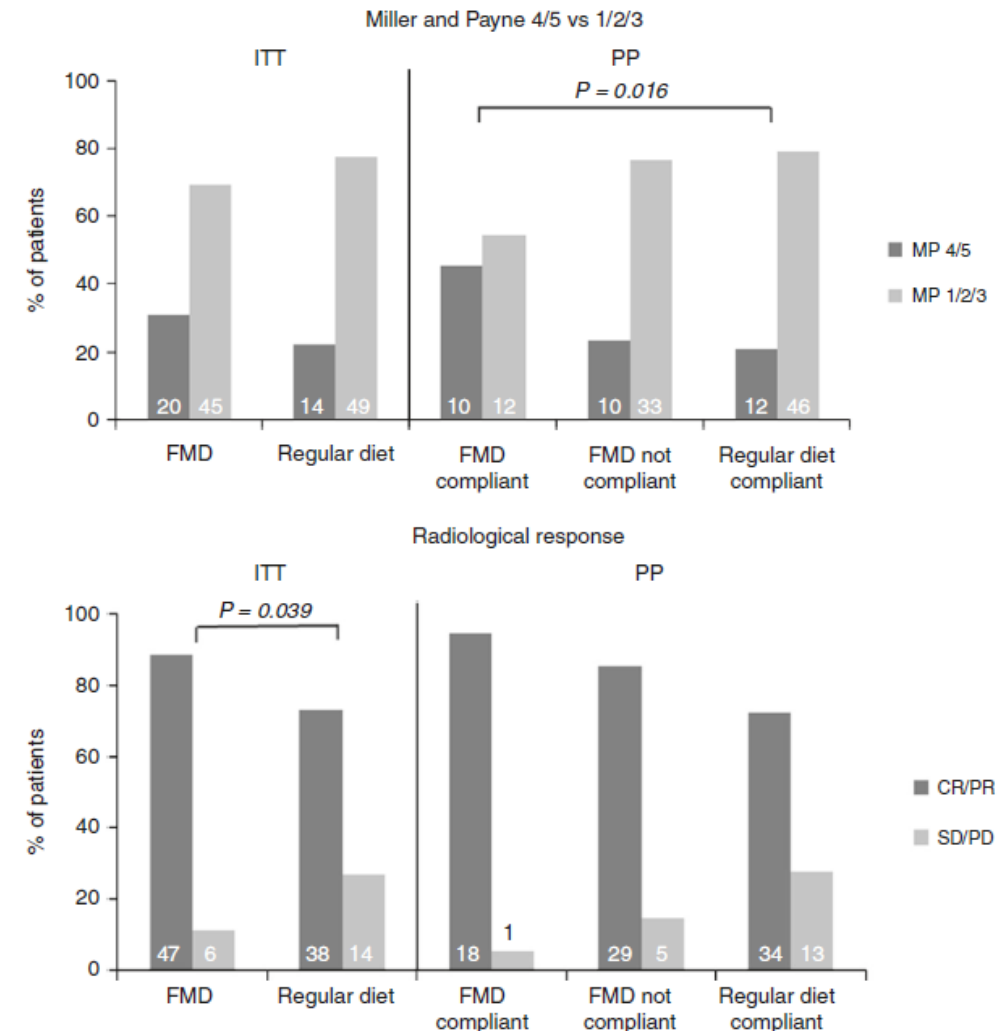 Miller and Payne 4/5 vs 1/2/3
ITT PP
P = 0.016
% of patients
100
80
60
40
20
0
20 45 14 49 10 12 10 33 12 46
FMD Regular diet FMD compliant FMD not compliant Regular diet compliant
MP 4/5
MP 1/2/3
Radiological response
ITT PP
P = 0.039
% of patients
100
80
60
40
20
0
47 6 38 14 18 1 29 5 34 13
FMD Regular diet FMD compliant FMD not compliant Regular diet compliant
CR/PR
SD/PD